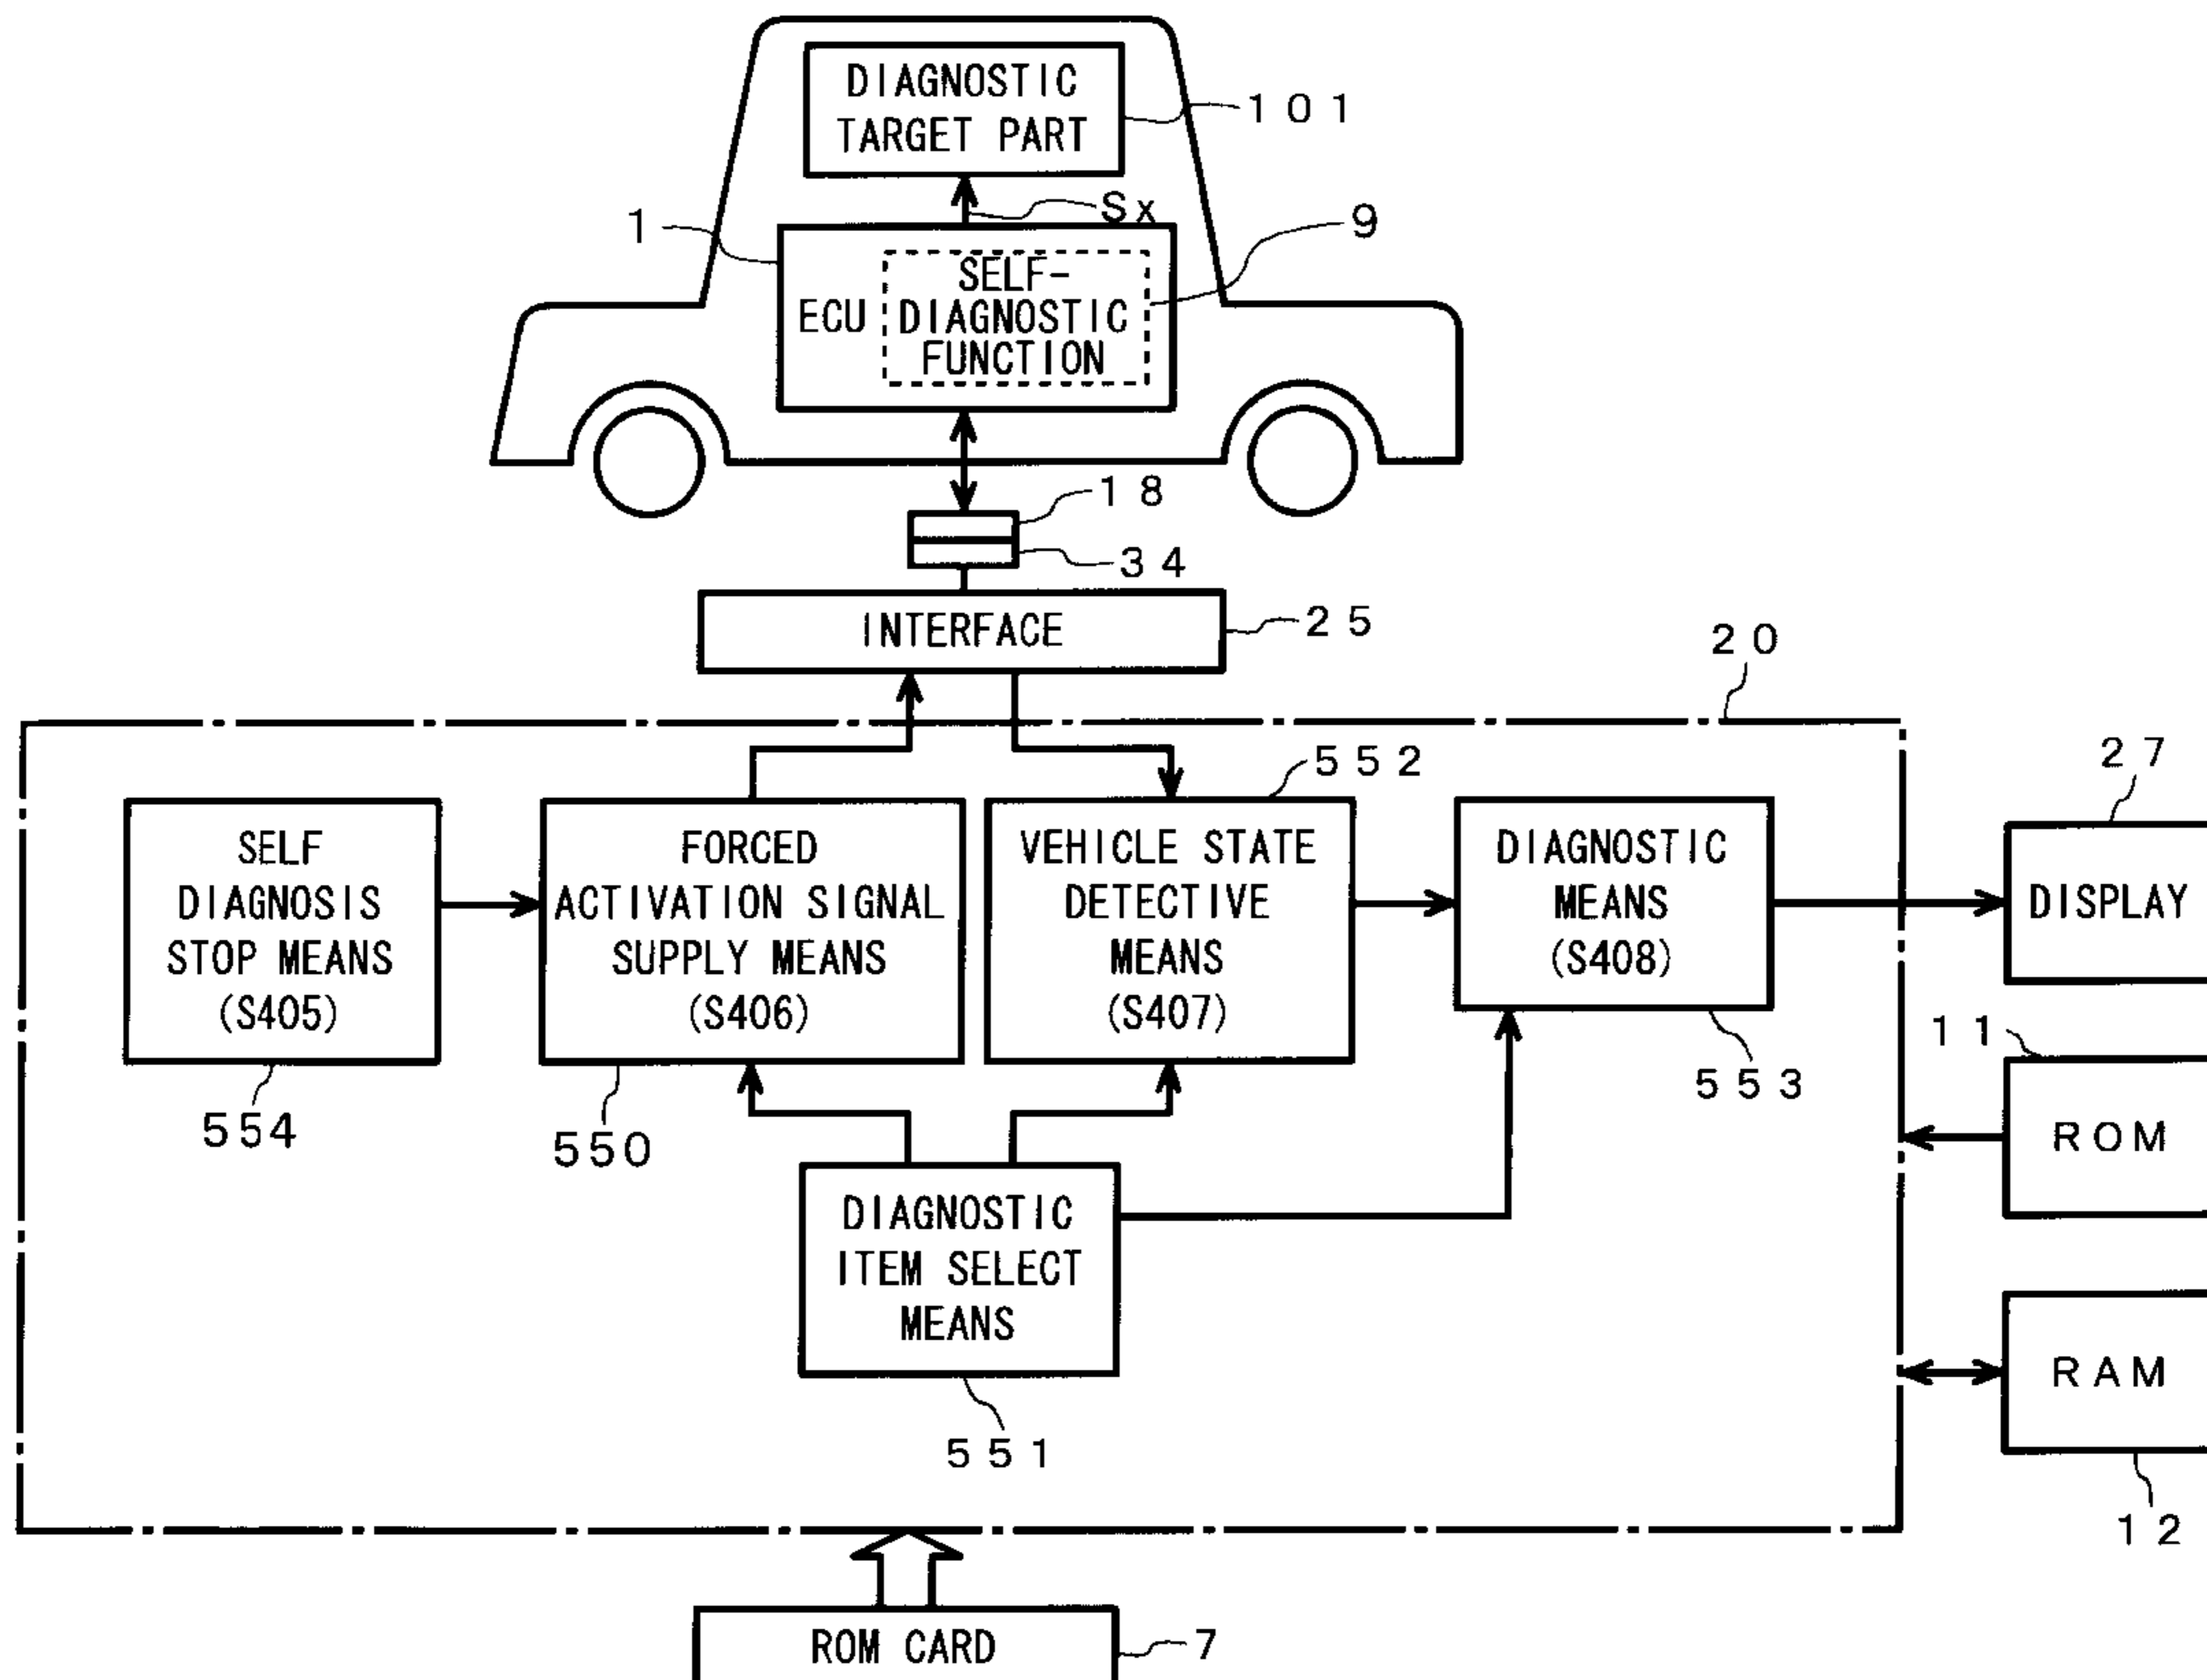 DIAGNOSTIC
TARGET PART
101
Sx
1
9
ECU
SELF-
DIAGNOSTIC
FUNCTION
18
34
INTERFACE
25
20
552
27
SELF
DIAGNOSIS
STOP MEANS
(S405)
FORCED
ACTIVATION SIGNAL
SUPPLY MEANS
(S406)
VEHICLE STATE
DETECTIVE
MEANS
(S407)
DIAGNOSTIC
MEANS
(S408)
DISPLAY
11
553
554
550
ROM
DIAGNOSTIC
ITEM SELECT
MEANS
RAM
551
12
ROM CARD
7